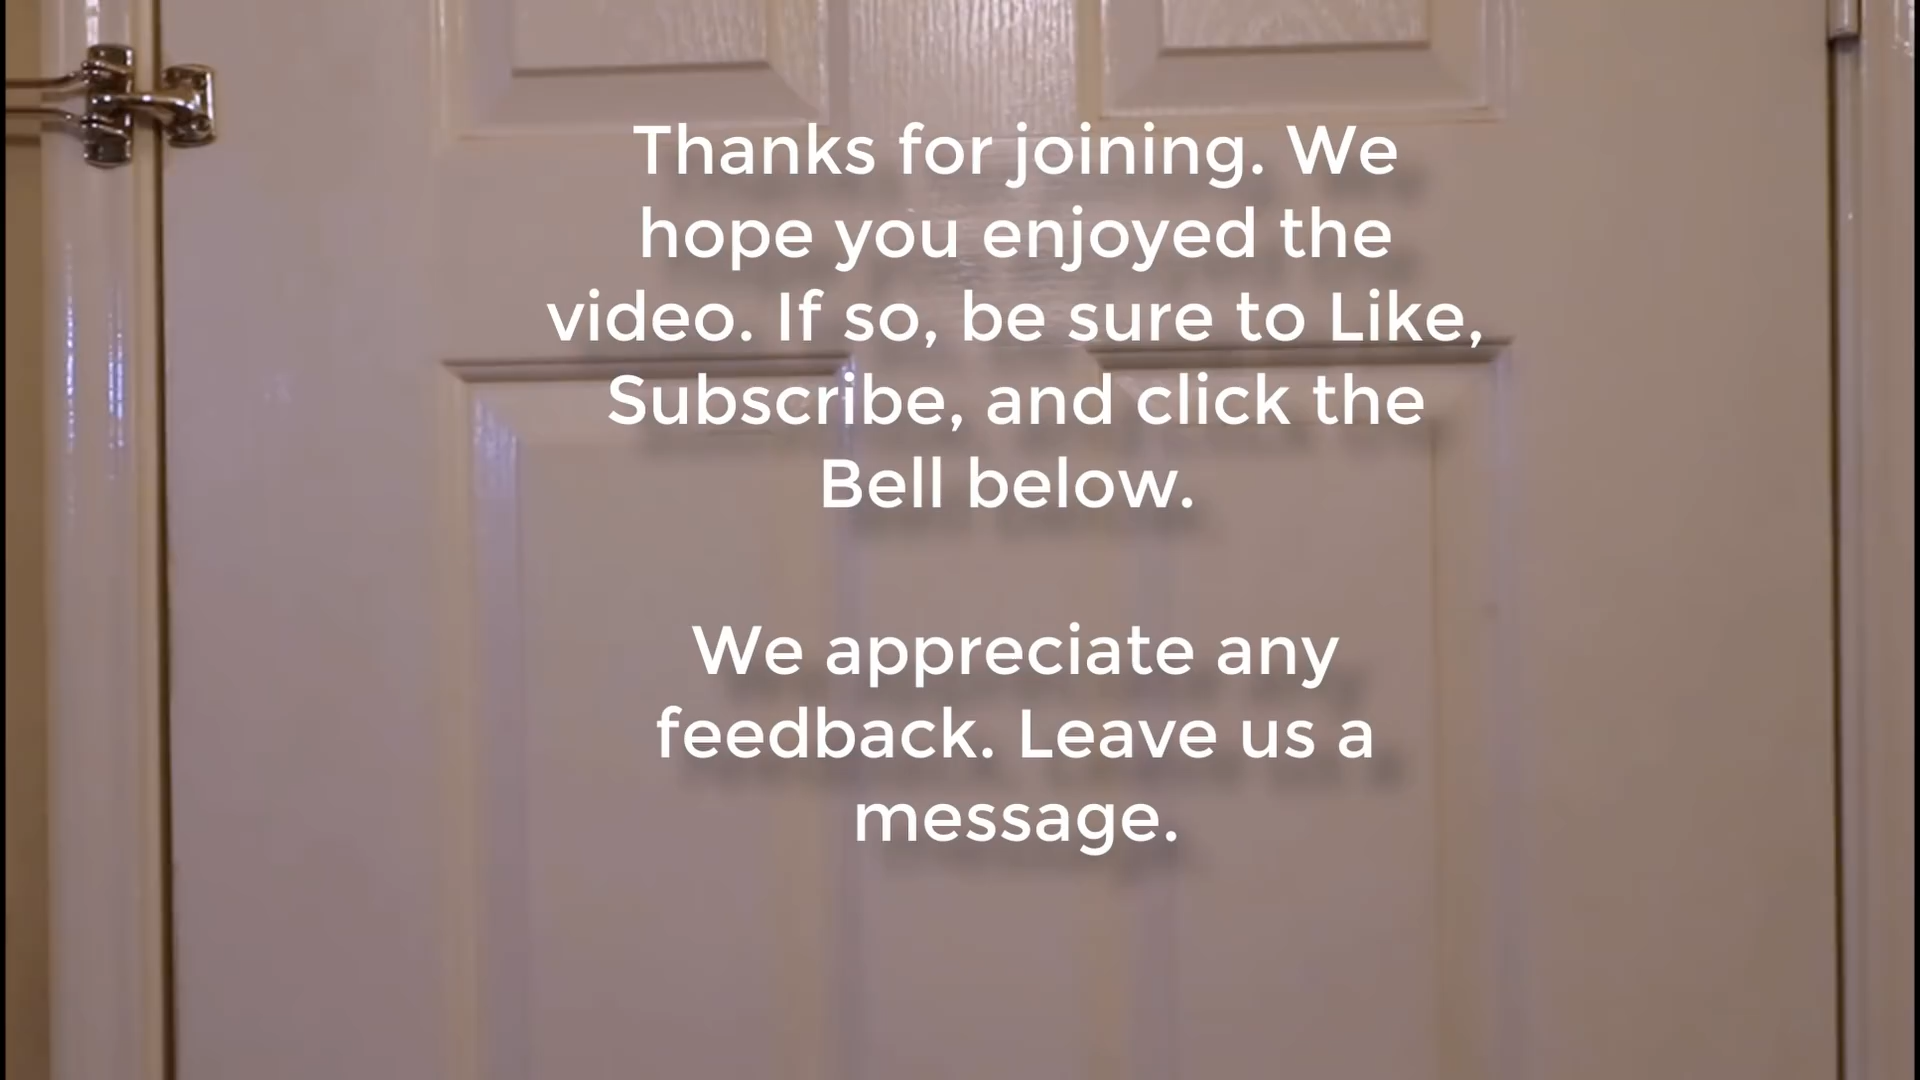 Thanks for joining. We
hope you enjoyed the
video. If so, be sure to Like,
Subscribe, and click the
Bell below.
We appreciate any
feedback. Leave us a
message.